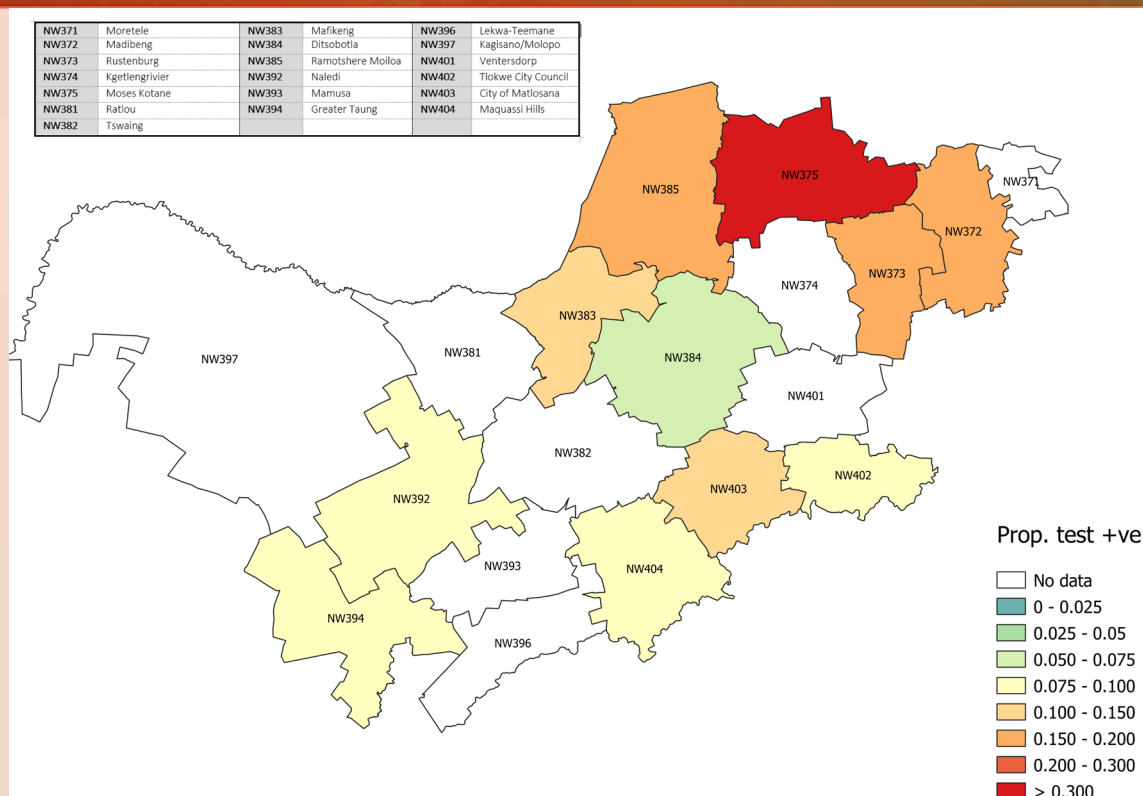 NW371 Moretele NW383 Mafikeng NW396 Lekwa-Teemane
NW372 Madibeng NW384 Ditsobotla NW397 Kagisano/Molopo
NW373 Rustenburg NW385 Ramotshere Moiloa NW401 Ventersdorp
NW374 Kgetlengrivier NW392 Naledi NW402 Tlokwe City Council
NW375 Moses Kotane NW393 Mamusa NW403 City of Matlosana
NW381 Ratlou NW394 Greater Taung NW404 Maquassi Hills
NW382 Tswaing
NW375
NW371
NW385
NW372
NW373
NW374
NW383
NW381
NW397
NW384
NW401
NW382
NW402
NW403
NW392
NW393
NW404
NW394
NW396
Prop. test +ve
No data
0 - 0.025
0.025 - 0.05
0.050 - 0.075
0.075 - 0.100
0.100 - 0.150
0.150 - 0.200
0.200 - 0.300
> 0.300